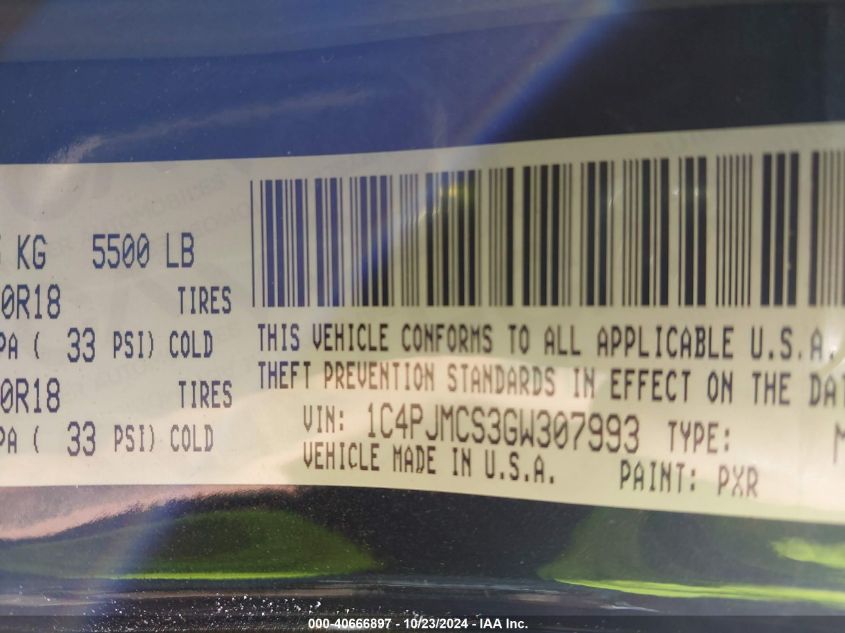 KG 5500 LB
0R18 TIRES
PA ( 33 PSI) COLD
0R18 TIRES
PA ( 33 PSI) COLD
THIS VEHICLE CONFORMS TO ALL APPLICABLE U.S.A.
THEFT PREVENTION STANDARDS IN EFFECT ON THE DAT
VIN: 1C4PJMCS3GW307993 TYPE: M
VEHICLE MADE IN U.S.A. PAINT: PXR
000-40666897 - 10/23/2024 - IAA Inc.